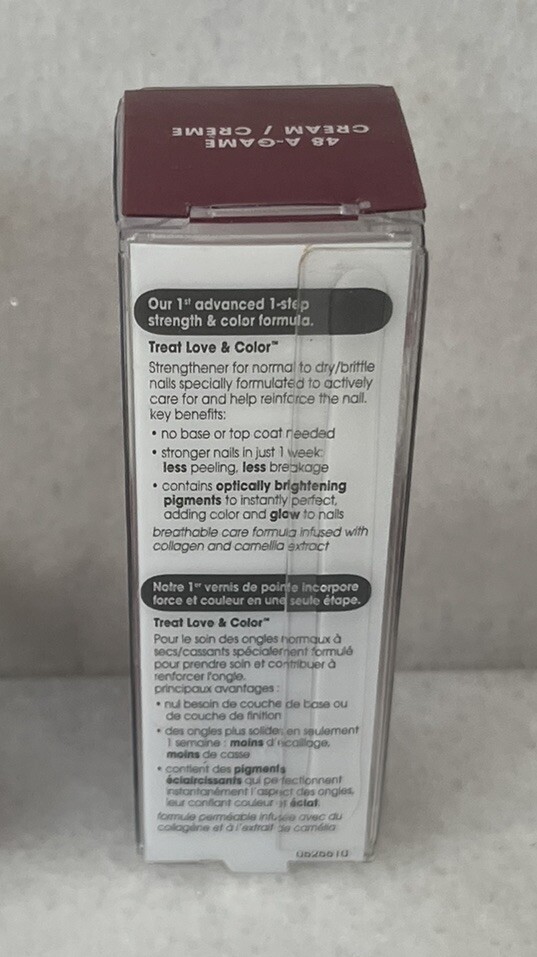 48 A-GAME
CREAM / CRÈME
Our 1st advanced 1-step
strength & color formula.
Treat Love & Color™
Strengthener for normal to dry/brittle
nails specially formulated to actively
care for and help reinforce the nail.
key benefits:
• no base or top coat needed
• stronger nails in just 1 week:
less peeling, less breakage
• contains optically brightening
pigments to instantly perfect,
adding color and glow to nails
breathable care formula infused with
collagen and camellia extract
Notre 1er vernis de pointe incorpore
force et couleur en une seule étape.
Treat Love & Color™
Pour le soin des ongles normaux à
secs/cassants spécialement formulé
pour prendre soin et contribuer à
renforcer l'ongle.
principaux avantages :
• nul besoin de couche de base ou
de couche de finition
• des ongles plus solides en seulement
1 semaine : moins d'écaillage,
moins de casse
• contient des pigments
éclaircissants qui perfectionnent
instantanément l'aspect des ongles,
leur confiant couleur et éclat.
formule perméable infusée avec du
collagène et à l'extrait de camélia